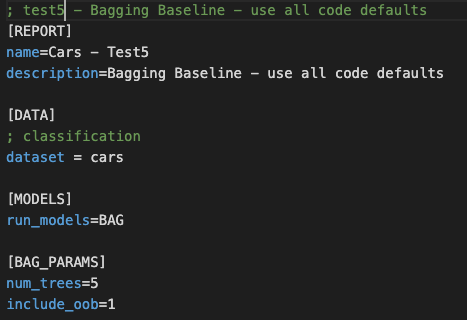 ; test5 - Bagging Baseline - use all code defaults
[REPORT]
name=Cars - Test5
description=Bagging Baseline - use all code defaults
[DATA]
; classification
dataset = cars
[MODELS]
run_models=BAG
[BAG_PARAMS]
num_trees=5
include_oob=1